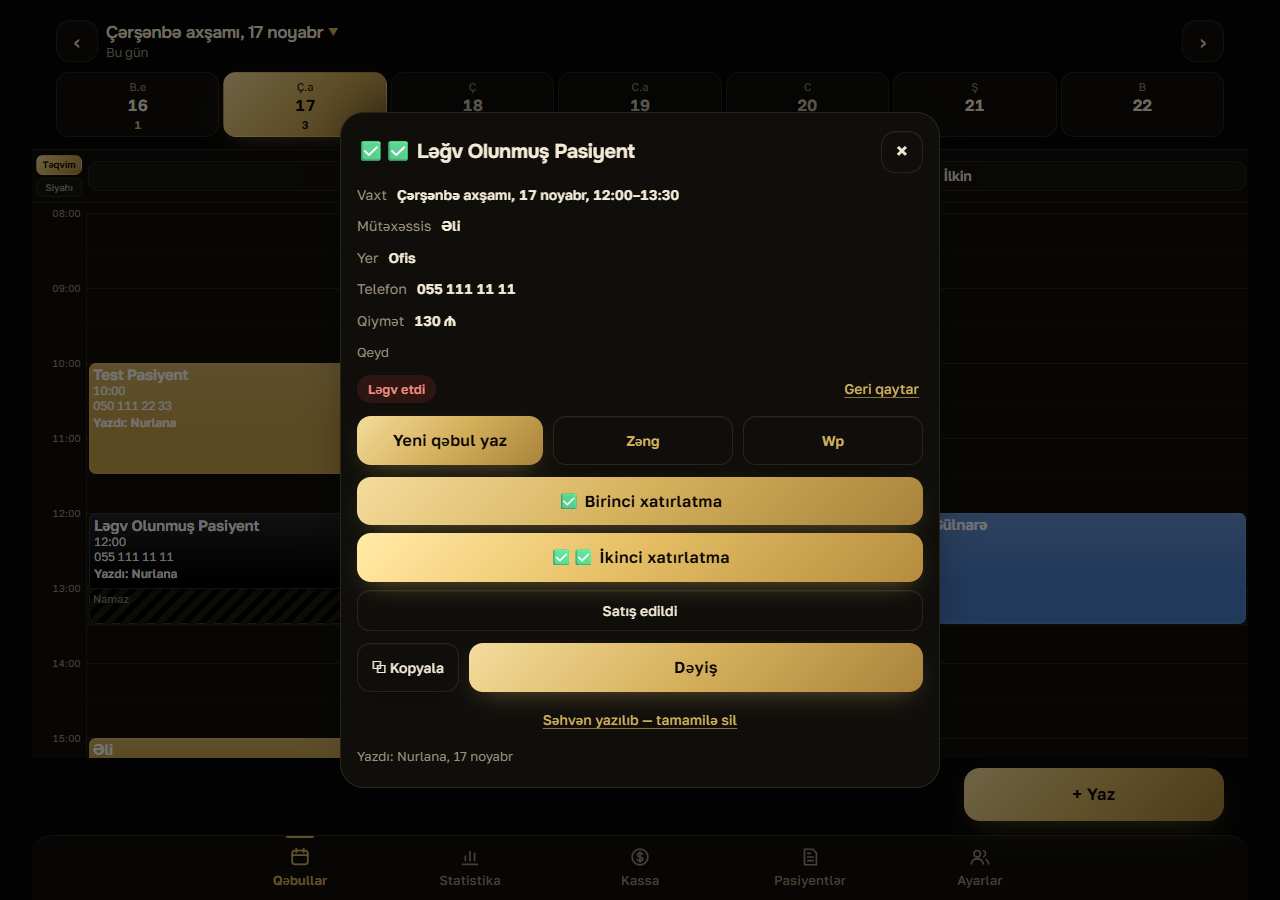 Çərşənbə axşamı, 17 noyabr ▼
Bu gün
B.e
16
1
Ç.a
17
3
Ç
18
C.a
19
C
20
Ş
21
B
22
Təqvim
Siyahı
İlkin
08:00
09:00
10:00
11:00
12:00
13:00
14:00
15:00
Test Pasiyent
10:00
050 111 22 33
Yazdı: Nurlana
Ləğv Olunmuş Pasiyent
12:00
055 111 11 11
Yazdı: Nurlana
Namaz
Əli
Gülnarə
✅ ✅ Ləğv Olunmuş Pasiyent
×
Vaxt Çərşənbə axşamı, 17 noyabr, 12:00–13:30
Mütəxəssis Əli
Yer Ofis
Telefon 055 111 11 11
Qiymət 130 ₼
Qeyd
Ləğv etdi
Geri qaytar
Yeni qəbul yaz
Zəng
Wp
✅ Birinci xatırlatma
✅ ✅ İkinci xatırlatma
Satış edildi
Kopyala
Dəyiş
Səhvən yazılıb — tamamilə sil
Yazdı: Nurlana, 17 noyabr
+ Yaz
Qəbullar
Statistika
Kassa
Pasiyentlər
Ayarlar